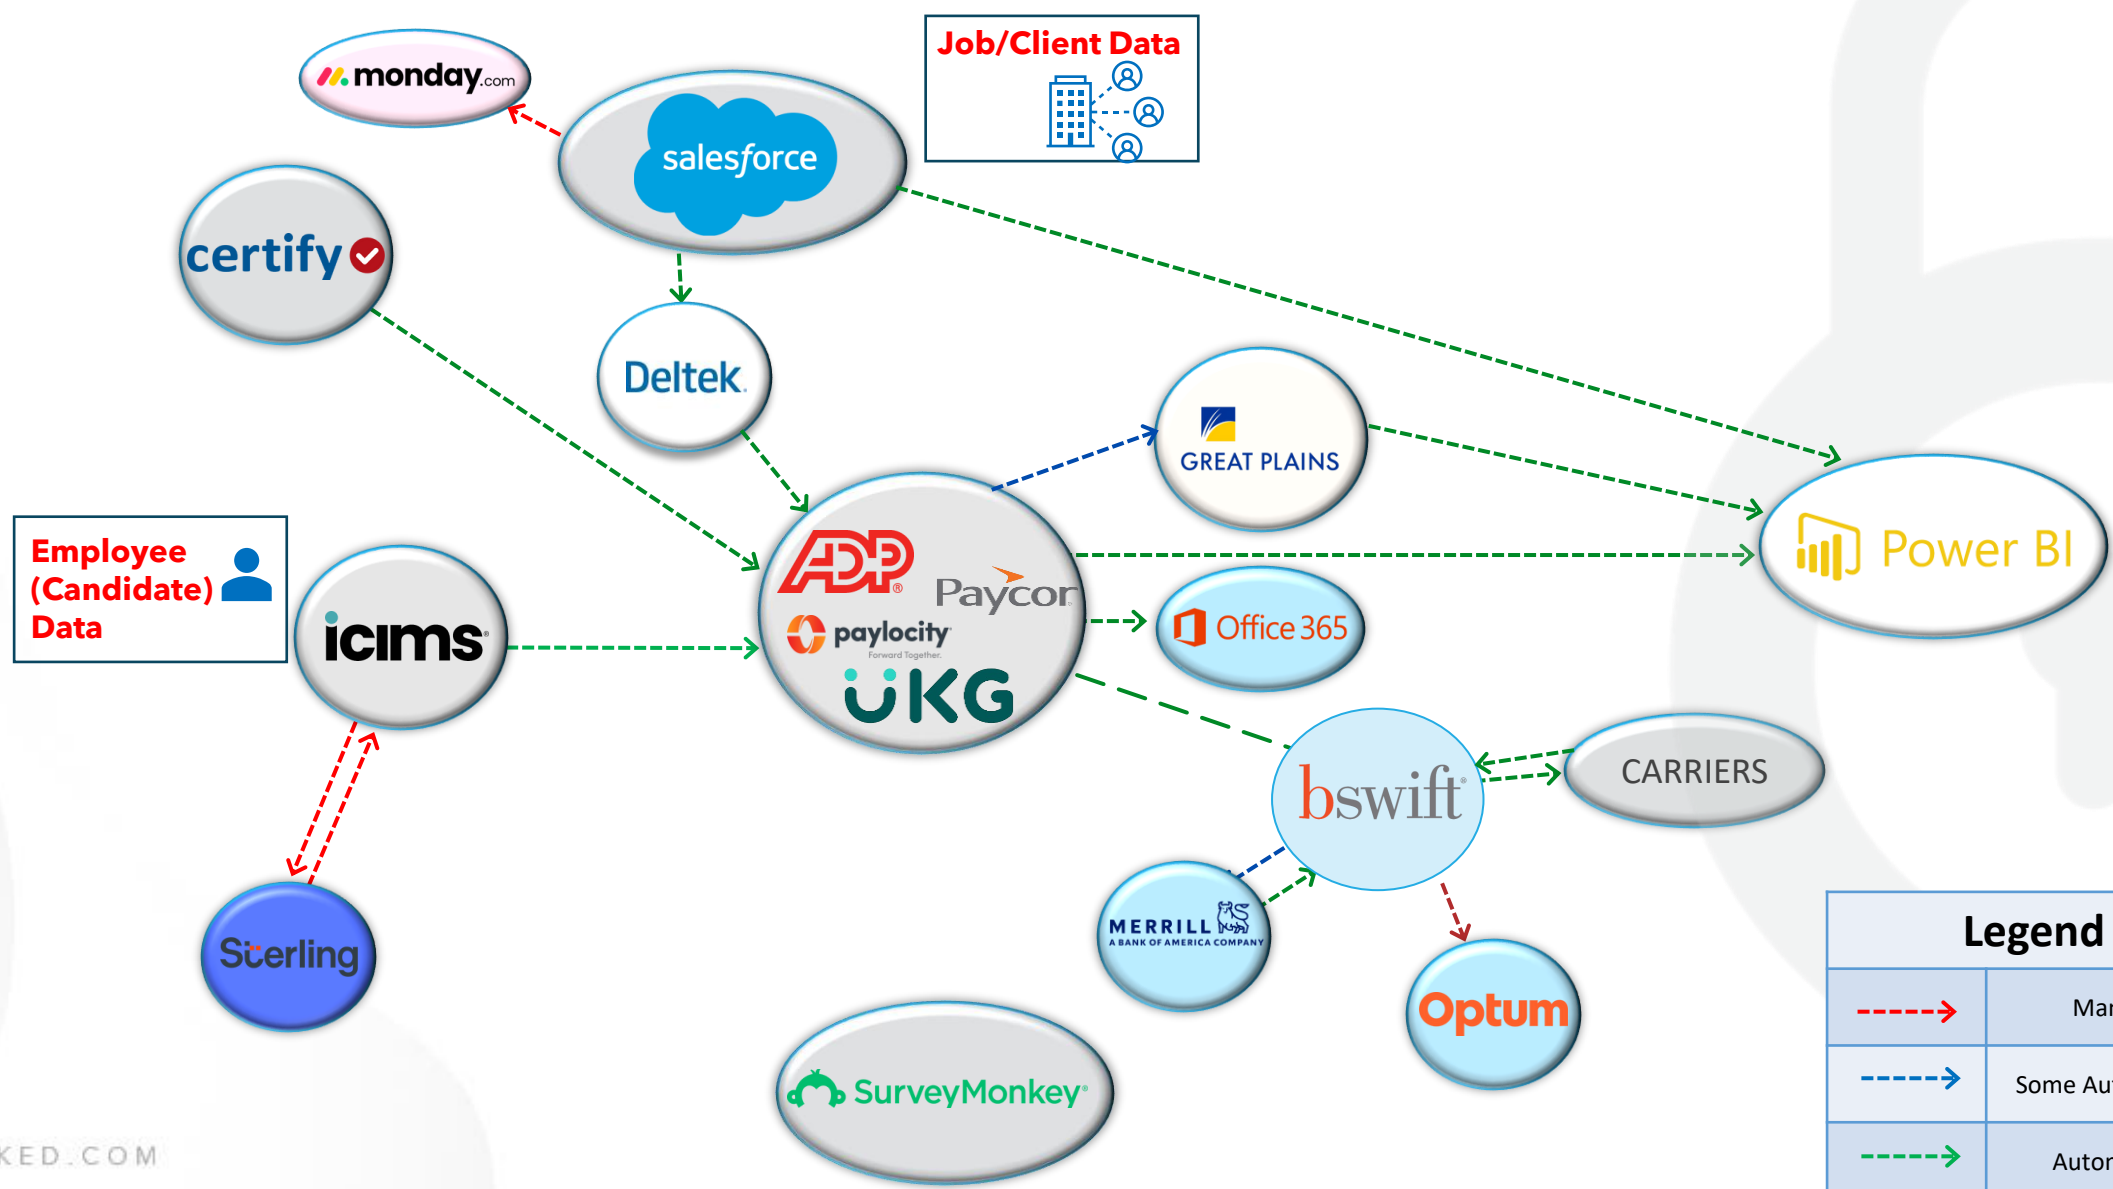 Job/Client Data
monday.com
salesforce
certify
Deltek
GREAT PLAINS
Employee
(Candidate)
Data
icims
ADP
Paycor
paylocity
Forward Together.
UKG
Office 365
Power BI
bswift
CARRIERS
MERRILL
A BANK OF AMERICA COMPANY
Sterling
Optum
SurveyMonkey
Legend
Some
KED.COM